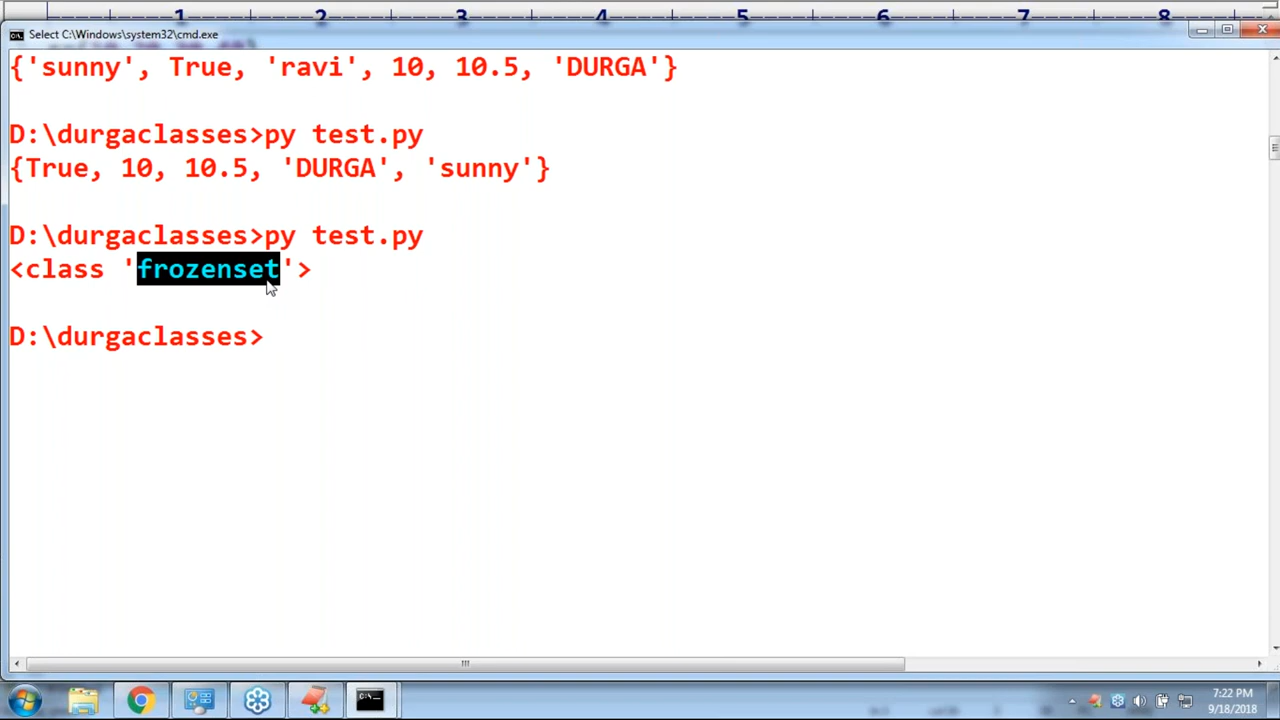 1 2 3 4 5 6 7 8
Select C:\Windows\system32\cmd.exe
{'sunny', True, 'ravi', 10, 10.5, 'DURGA'}
D:\durgaclasses>py test.py
{True, 10, 10.5, 'DURGA', 'sunny'}
D:\durgaclasses>py test.py
<class 'frozenset'>
D:\durgaclasses>
7:22 PM
9/18/2018